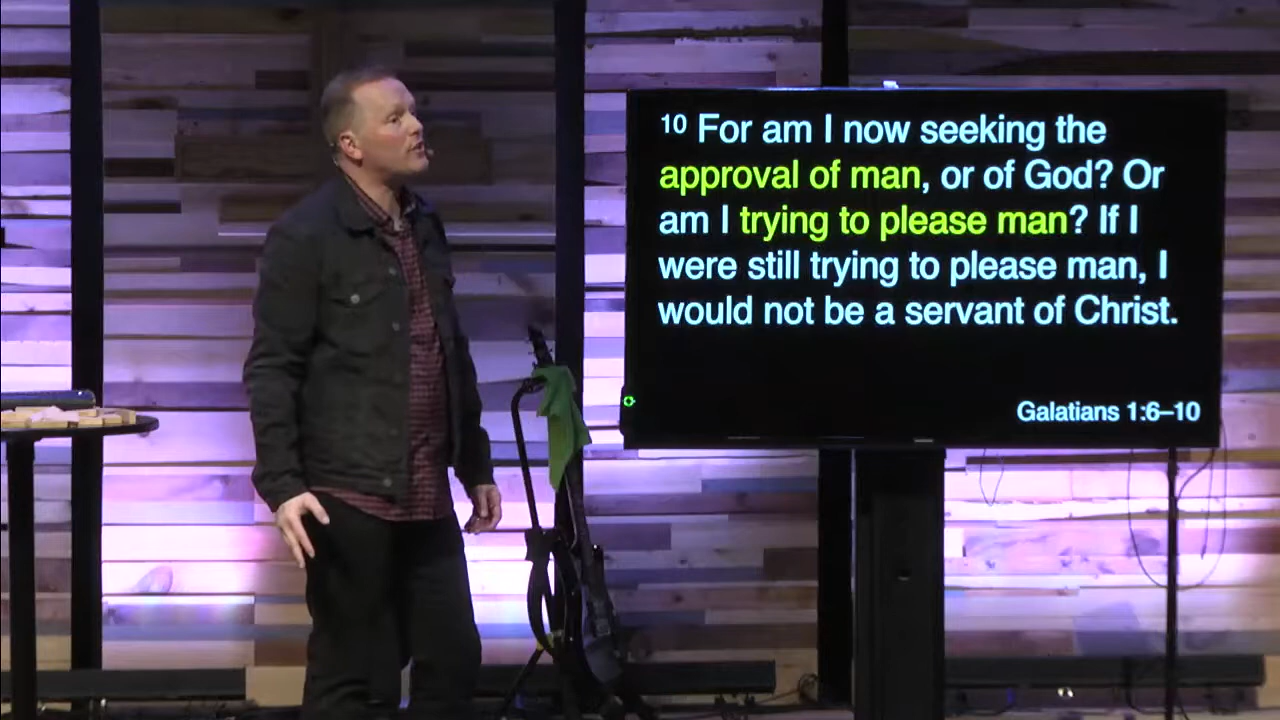 10 For am I now seeking the
approval of man, or of God? Or
am I trying to please man? If I
were still trying to please man, I
would not be a servant of Christ.
Galatians 1:6–10